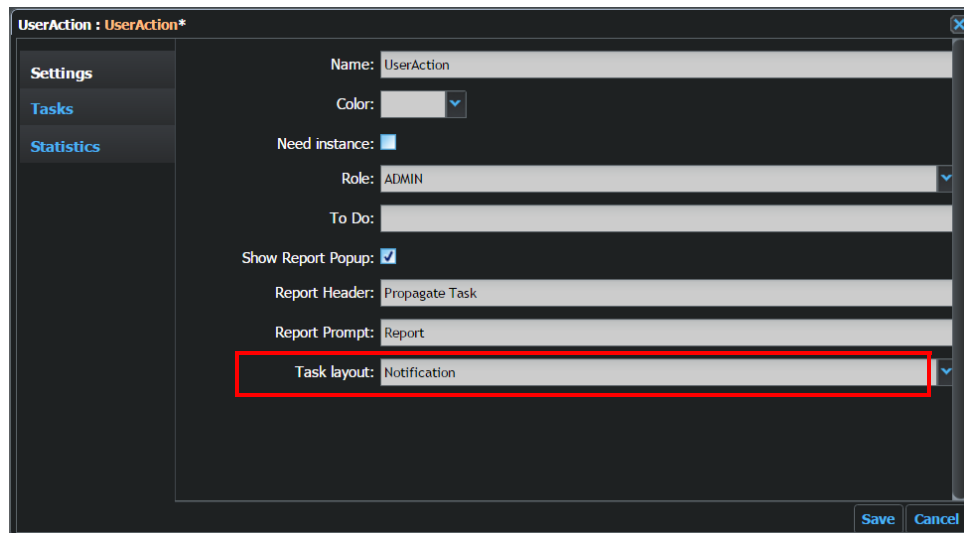 UserAction : UserAction*
Settings
Tasks
Statistics
Name: UserAction
Color:
Need instance:
Role: ADMIN
To Do:
Show Report Popup:
Report Header: Propagate Task
Report Prompt: Report
Task layout: Notification
Save Cancel